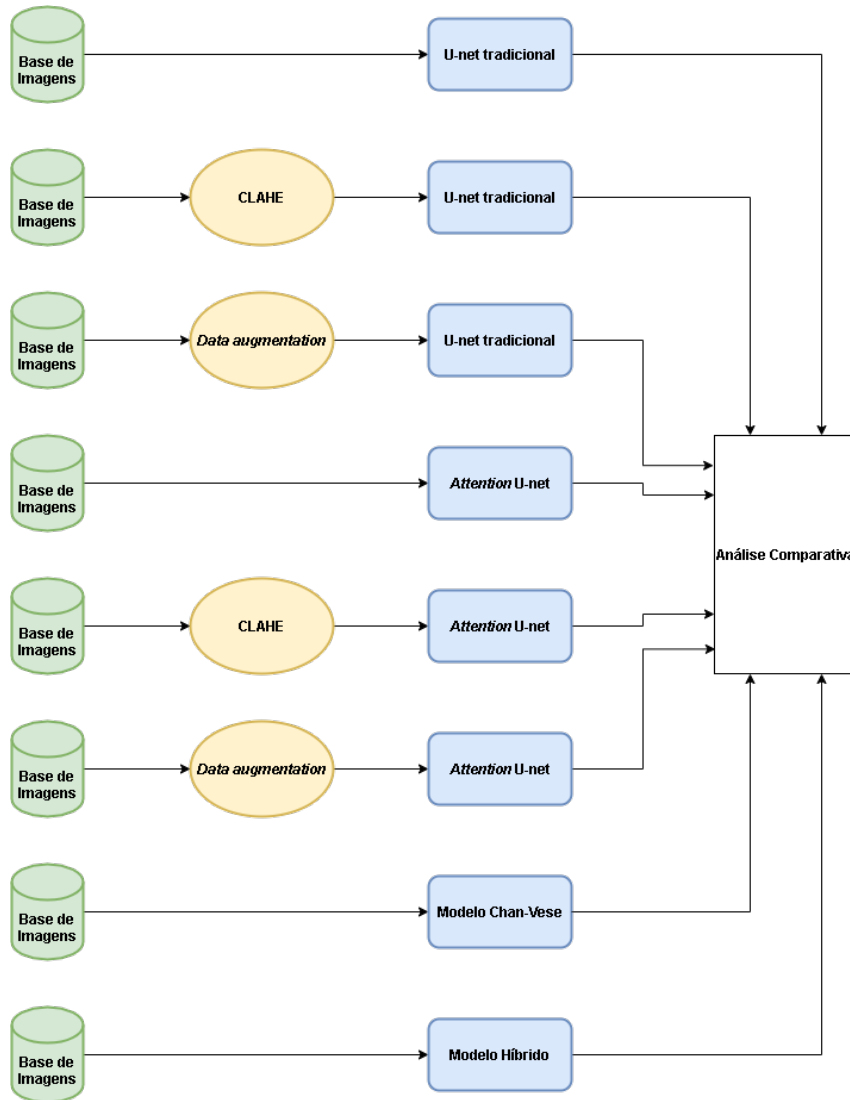 Base de
Imagens
U-net tradicional
Base de
Imagens
CLAHE
U-net tradicional
Base de
Imagens
Data augmentation
U-net tradicional
Base de
Imagens
Attention U-net
Análise Comparativa
Base de
Imagens
CLAHE
Attention U-net
Base de
Imagens
Data augmentation
Attention U-net
Base de
Imagens
Modelo Chan-Vese
Base de
Imagens
Modelo Híbrido